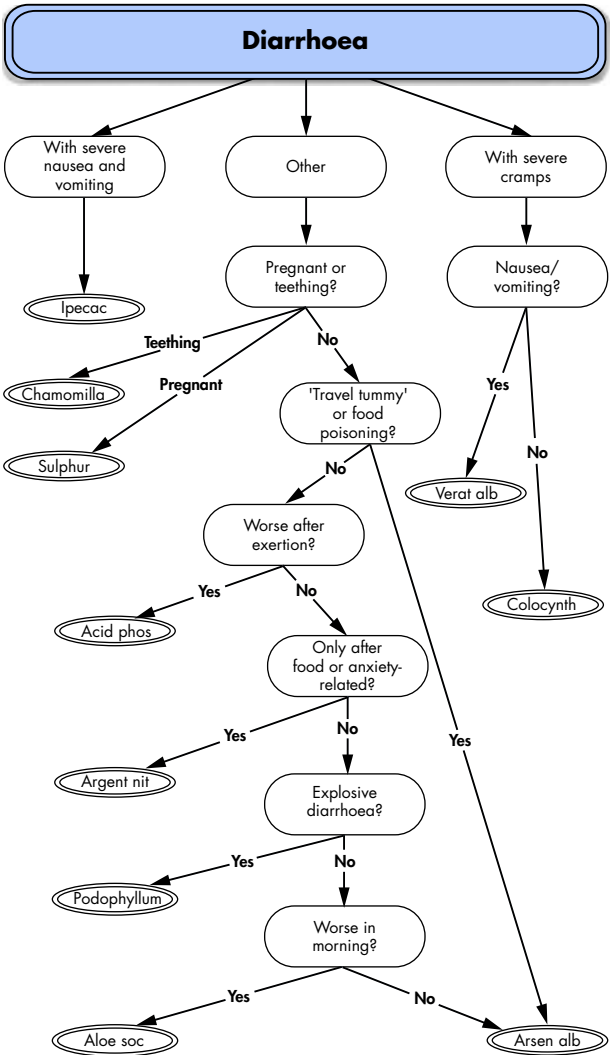 Diarrhoea
With severe
nausea and
vomiting
Other
With severe
cramps
Pregnant or
teething?
Nausea/
vomiting?
Ipecac
Teething
No
Chamomilla
Pregnant
Yes
'Travel tummy'
or food
poisoning?
No
Sulphur
No
Verat alb
Worse after
exertion?
Yes
No
Colocynth
Acid phos
Only after
food or anxiety-
related?
Yes
No
Yes
Argent nit
Explosive
diarrhoea?
Yes
No
Podophyllum
Worse in
morning?
Yes
No
Aloe soc
Arsen alb